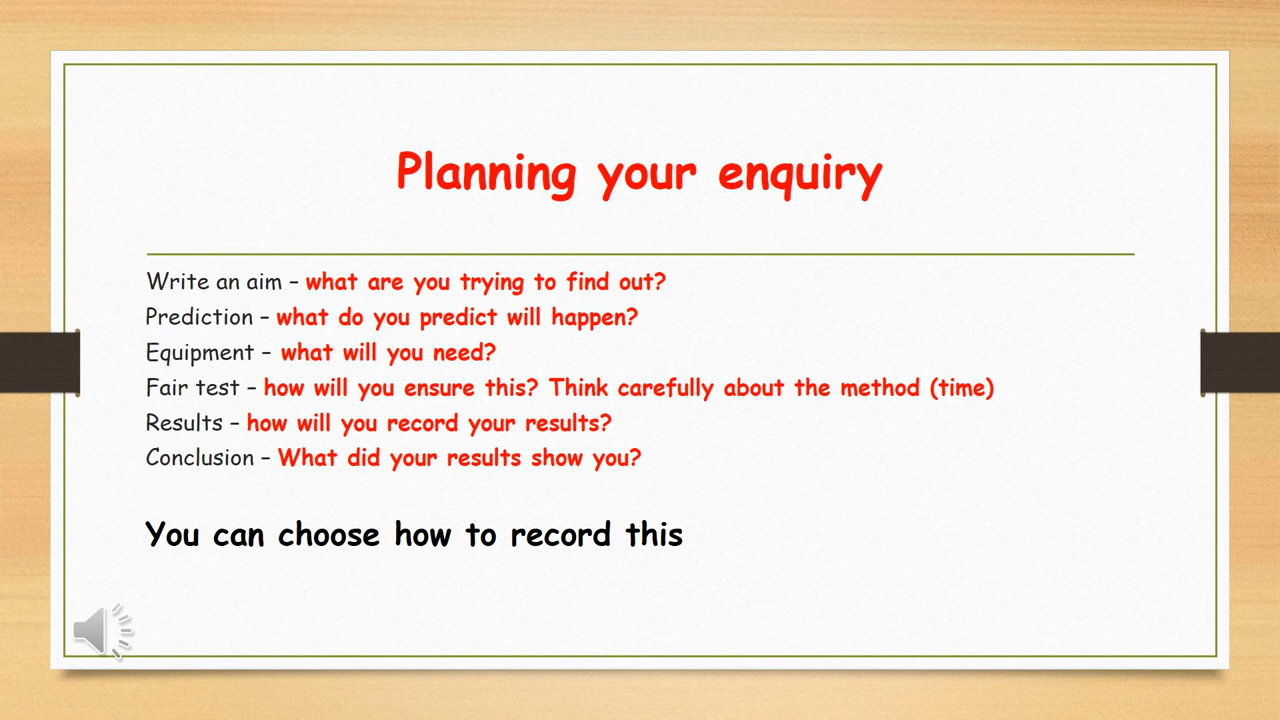 Planning your enquiry
Write an aim – what are you trying to find out?
Prediction – what do you predict will happen?
Equipment – what will you need?
Fair test – how will you ensure this? Think carefully about the method (time)
Results – how will you record your results?
Conclusion – What did your results show you?
You can choose how to record this